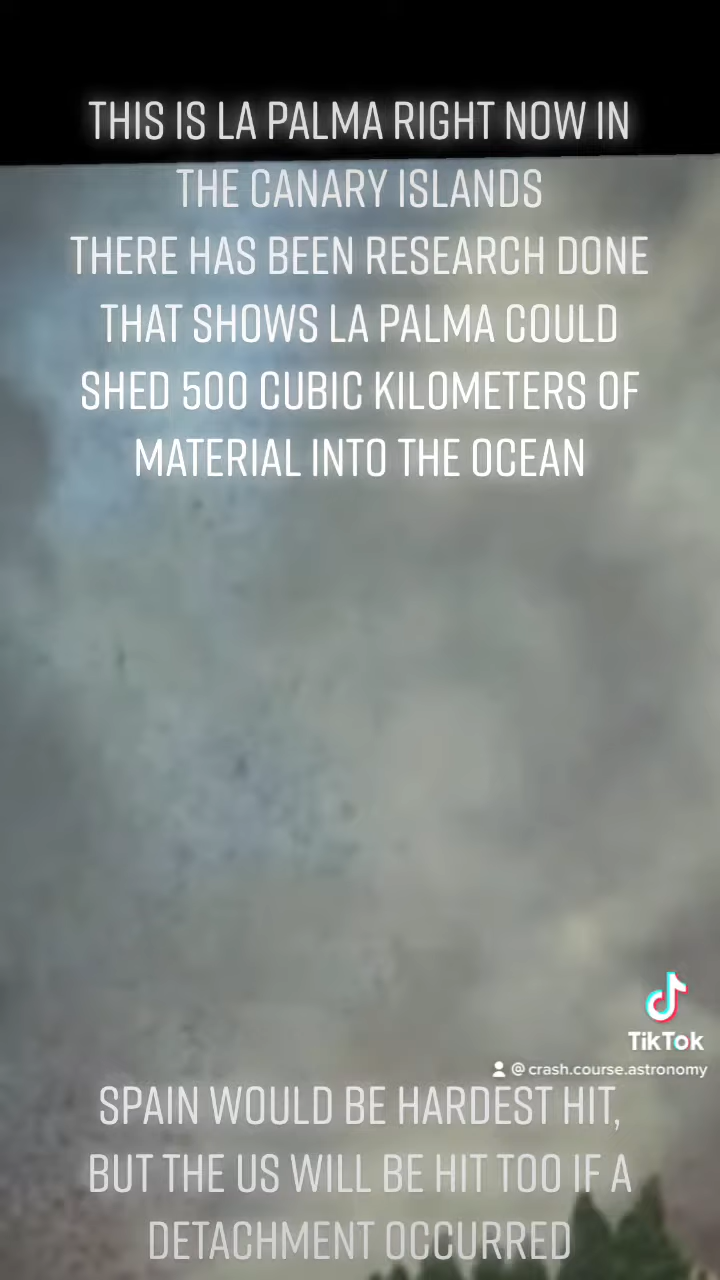 THIS IS LA PALMA RIGHT NOW IN
THE CANARY ISLANDS
THERE HAS BEEN RESEARCH DONE
THAT SHOWS LA PALMA COULD
SHED 500 CUBIC KILOMETERS OF
MATERIAL INTO THE OCEAN
TikTok
@crash.course.astronomy
SPAIN WOULD BE HARDEST HIT,
BUT THE US WILL BE HIT TOO IF A
DETACHMENT OCCURRED